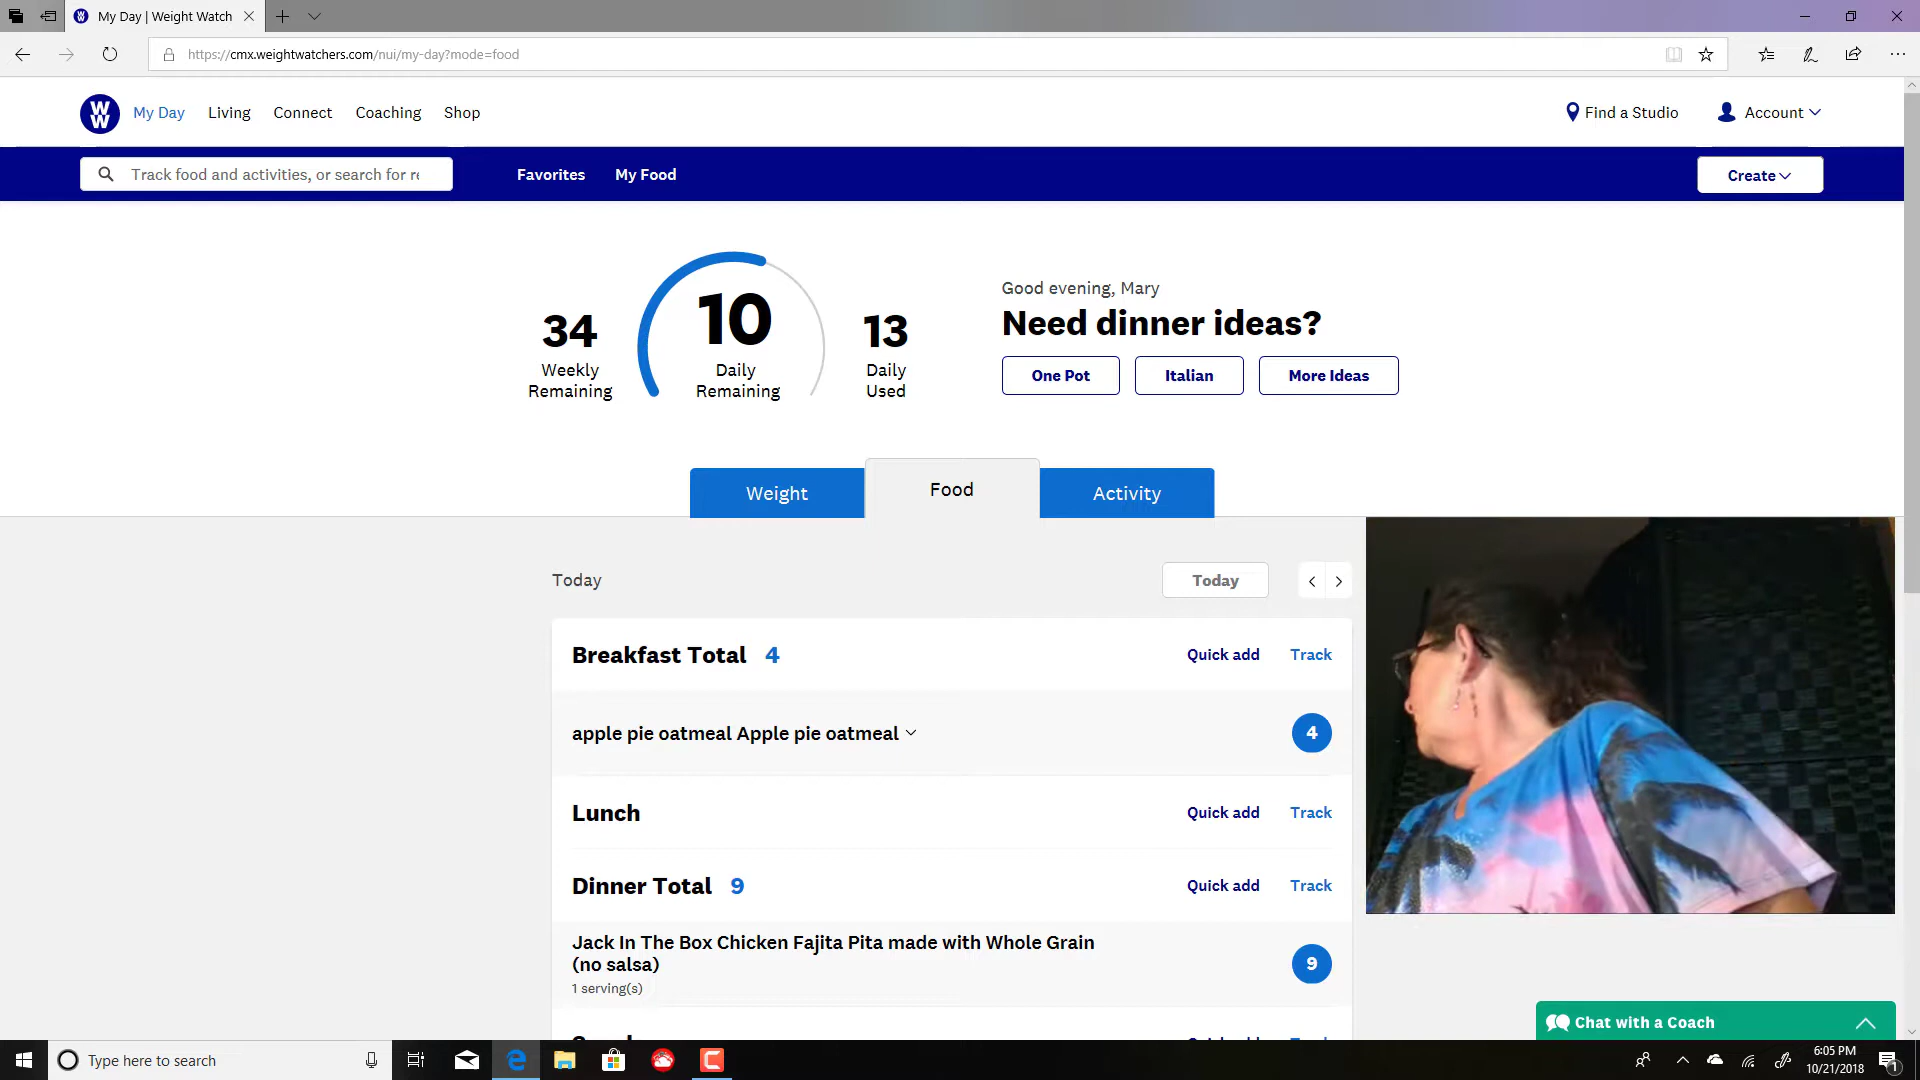 My Day | Weight Watch
https://cmx.weightwatchers.com/nui/my-day?mode=food
W
W
My Day
Living
Connect
Coaching
Shop
Find a Studio
Account
Track food and activities, or search for re
Favorites
My Food
Create
34
Weekly
Remaining
10
Daily
Remaining
13
Daily
Used
Good evening, Mary
Need dinner ideas?
One Pot
Italian
More Ideas
Weight
Food
Activity
Today
Today
Breakfast Total 4
Quick add
Track
apple pie oatmeal Apple pie oatmeal
4
Lunch
Quick add
Track
Dinner Total 9
Quick add
Track
Jack In The Box Chicken Fajita Pita made with Whole Grain
(no salsa)
1 serving(s)
9
Chat with a Coach
Type here to search
6:05 PM
10/21/2018
1